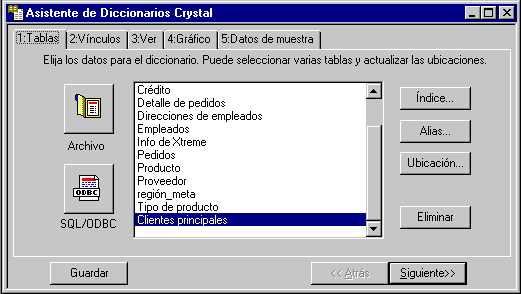 Asistente de Diccionarios Crystal
1:Tablas 2:Vínculos 3:Ver 4:Gráfico 5:Datos de muestra
Elija los datos para el diccionario. Puede seleccionar varias tablas y actualizar las ubicaciones.
Archivo
SQL/ODBC
ODBC
Crédito
Detalle de pedidos
Direcciones de empleados
Empleados
Info de Xtreme
Pedidos
Producto
Proveedor
región_meta
Tipo de producto
Clientes principales
Índice...
Alias...
Ubicación...
Eliminar
Guardar
<< Atrás
Siguiente>>